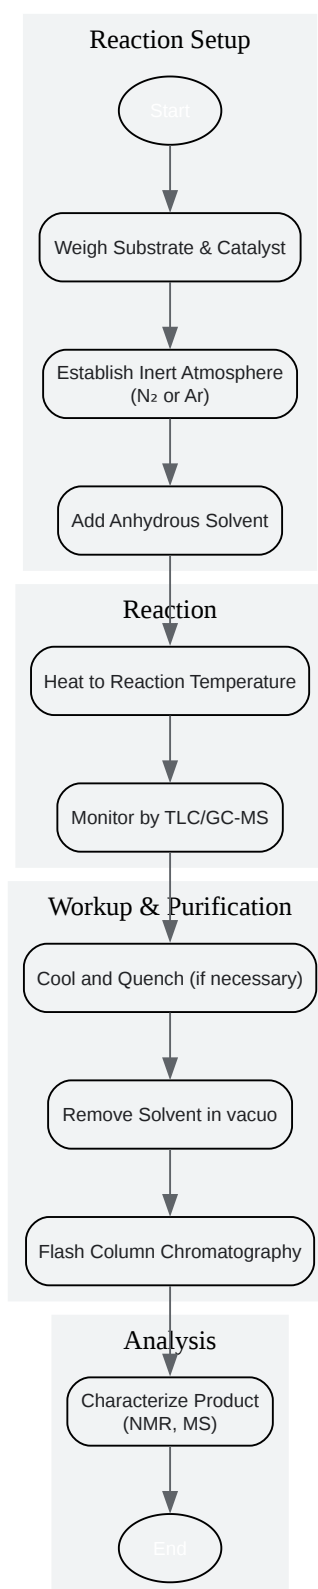 Reaction Setup
Start
Weigh Substrate & Catalyst
Establish Inert Atmosphere
(N₂ or Ar)
Add Anhydrous Solvent
Reaction
Heat to Reaction Temperature
Monitor by TLC/GC-MS
Workup & Purification
Cool and Quench (if necessary)
Remove Solvent in vacuo
Flash Column Chromatography
Analysis
Characterize Product
(NMR, MS)
End